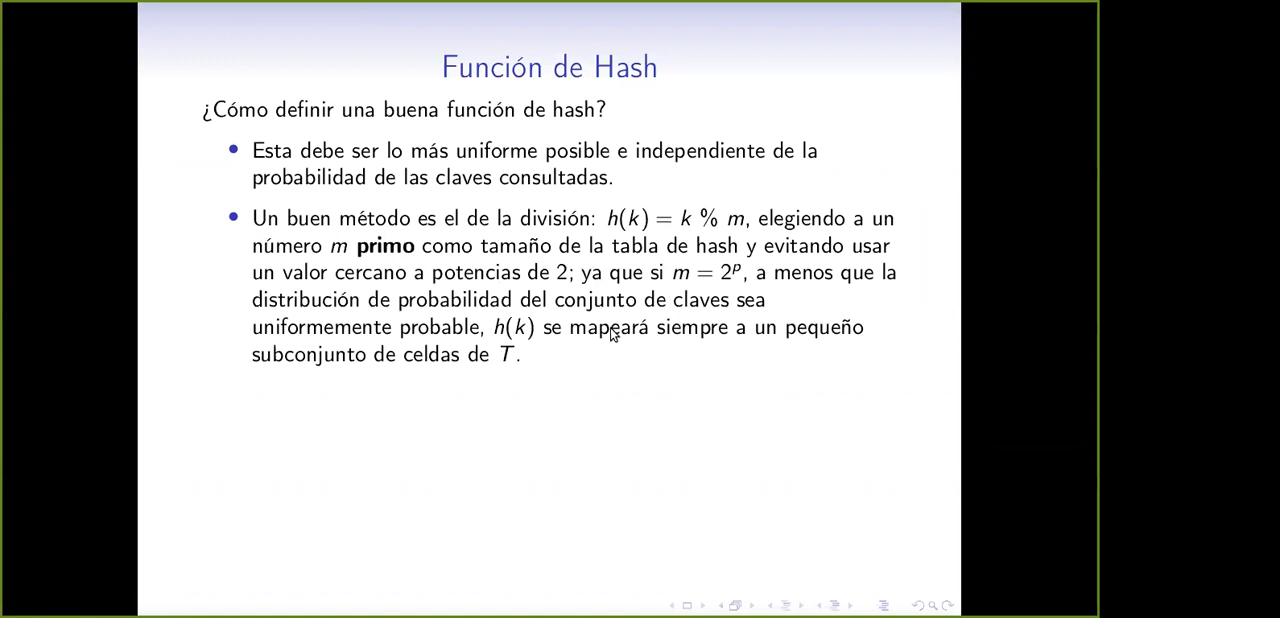 Función de Hash
¿Cómo definir una buena función de hash?
• Esta debe ser lo más uniforme posible e independiente de la
probabilidad de las claves consultadas.
• Un buen método es el de la división: h(k) = k % m, elegiendo a un
número m primo como tamaño de la tabla de hash y evitando usar
un valor cercano a potencias de 2; ya que si m = 2ᵖ, a menos que la
distribución de probabilidad del conjunto de claves sea
uniformemente probable, h(k) se mapeará siempre a un pequeño
subconjunto de celdas de T.